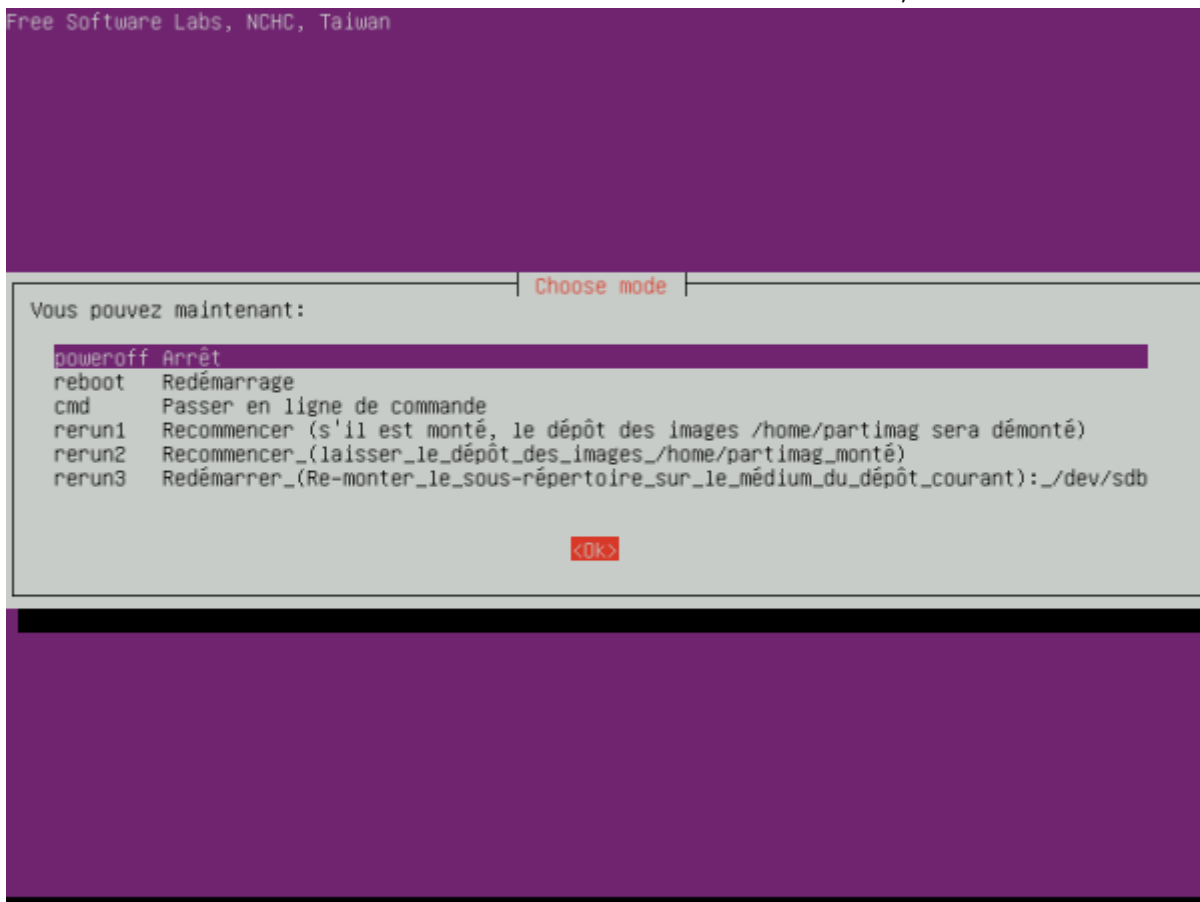 Free Software Labs, NCHC, Taiwan
Choose mode
Vous pouvez maintenant:
poweroff Arrêt
reboot Redémarrage
cmd Passer en ligne de commande
rerun1 Recommencer (s'il est monté, le dépôt des images /home/partimag sera démonté)
rerun2 Recommencer_(laisser_le_dépôt_des_images_/home/partimag_monté)
rerun3 Redémarrer_(Re-monter_le_sous-répertoire_sur_le_médium_du_dépôt_courant):_/dev/sdb
<Ok>